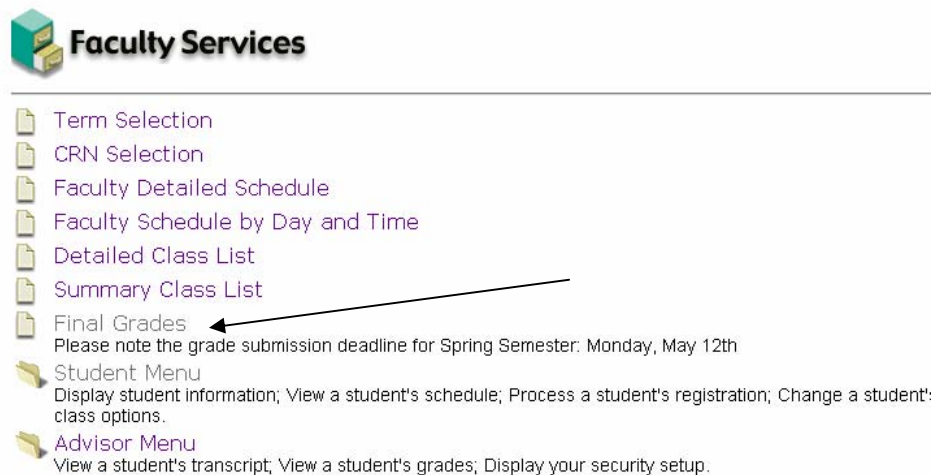 Faculty Services
Term Selection
CRN Selection
Faculty Detailed Schedule
Faculty Schedule by Day and Time
Detailed Class List
Summary Class List
Final Grades
Please note the grade submission deadline for Spring Semester: Monday, May 12th
Student Menu
Display student information; View a student's schedule; Process a student's registration; Change a student's
class options.
Advisor Menu
View a student's transcript; View a student's grades; Display your security setup.